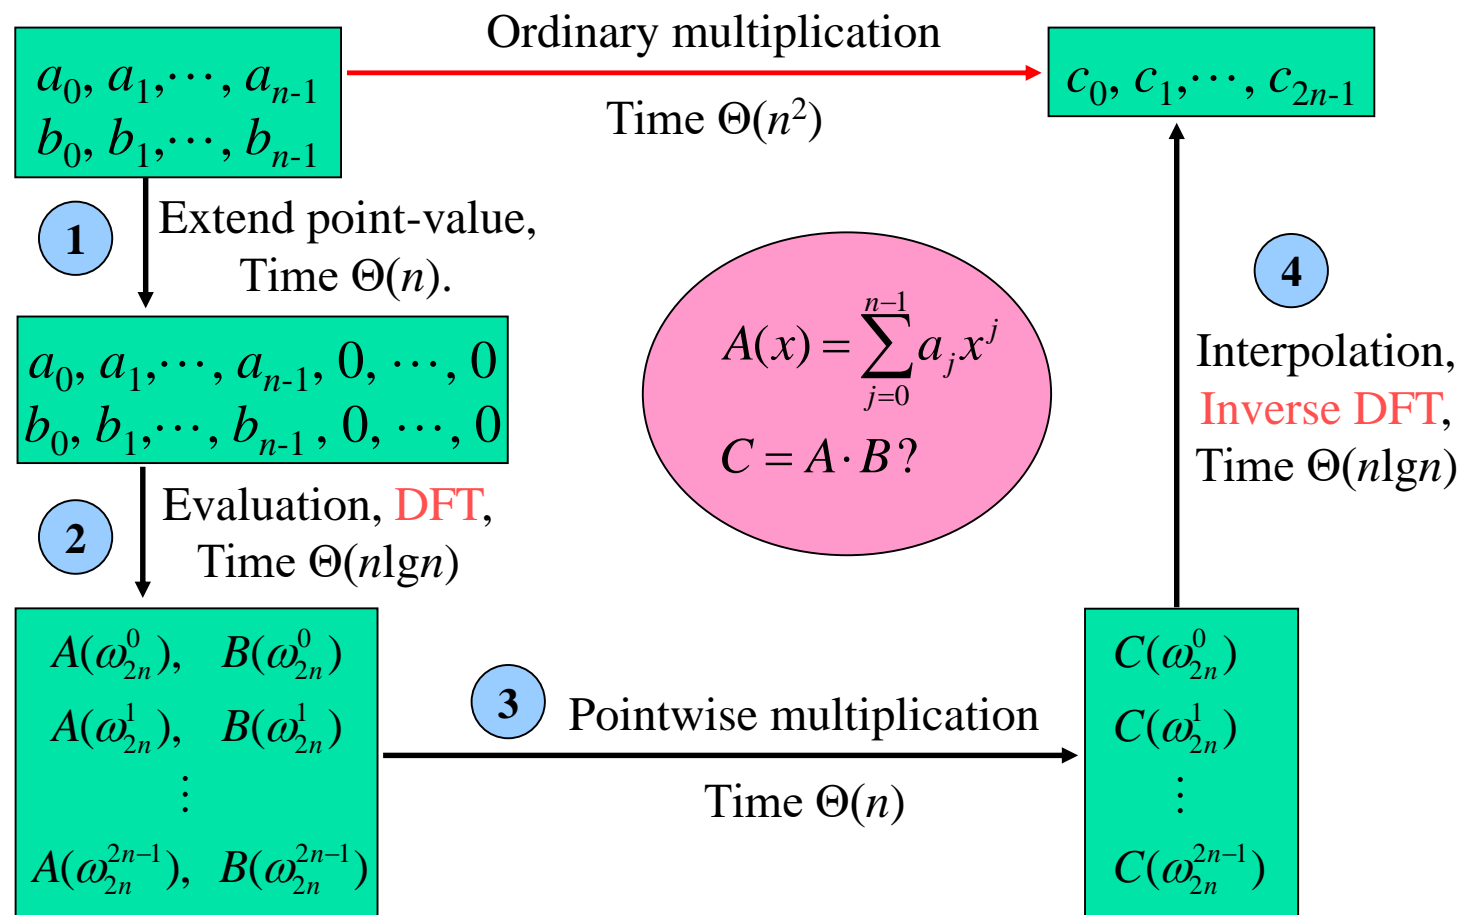 Ordinary multiplication
a₀, a₁,⋯, aₙ₋₁
b₀, b₁,⋯, bₙ₋₁
Time Θ(n²)
c₀, c₁,⋯, c₂ₙ₋₁
1
Extend point-value,
Time Θ(n).
a₀, a₁,⋯, aₙ₋₁, 0, ⋯, 0
b₀, b₁,⋯, bₙ₋₁ , 0, ⋯, 0
2
Evaluation, DFT,
Time Θ(nlgn)
A(x) = ∑_{j=0}^{n−1} a_j x^j
C = A · B ?
4
Interpolation,
Inverse DFT,
Time Θ(nlgn)
A(ω_{2n}^{0}), B(ω_{2n}^{0})
A(ω_{2n}^{1}), B(ω_{2n}^{1})
⋮
A(ω_{2n}^{2n−1}), B(ω_{2n}^{2n−1})
3
Pointwise multiplication
Time Θ(n)
C(ω_{2n}^{0})
C(ω_{2n}^{1})
⋮
C(ω_{2n}^{2n−1})